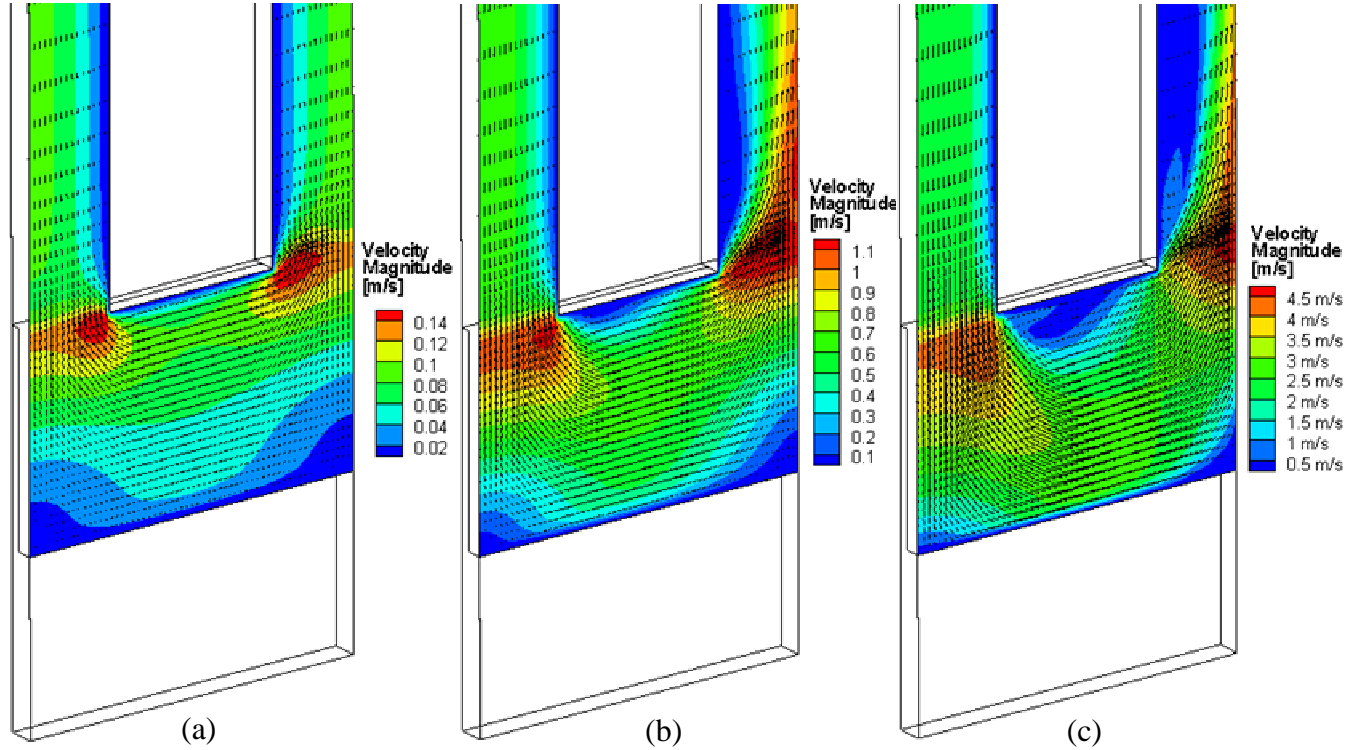 Velocity
Magnitude
[m/s]
0.14
0.12
0.1
0.08
0.06
0.04
0.02
(a)
Velocity
Magnitude
[m/s]
1.1
1
0.9
0.8
0.7
0.6
0.5
0.4
0.3
0.2
0.1
(b)
Velocity
Magnitude
[m/s]
4.5 m/s
4 m/s
3.5 m/s
3 m/s
2.5 m/s
2 m/s
1.5 m/s
1 m/s
0.5 m/s
(c)